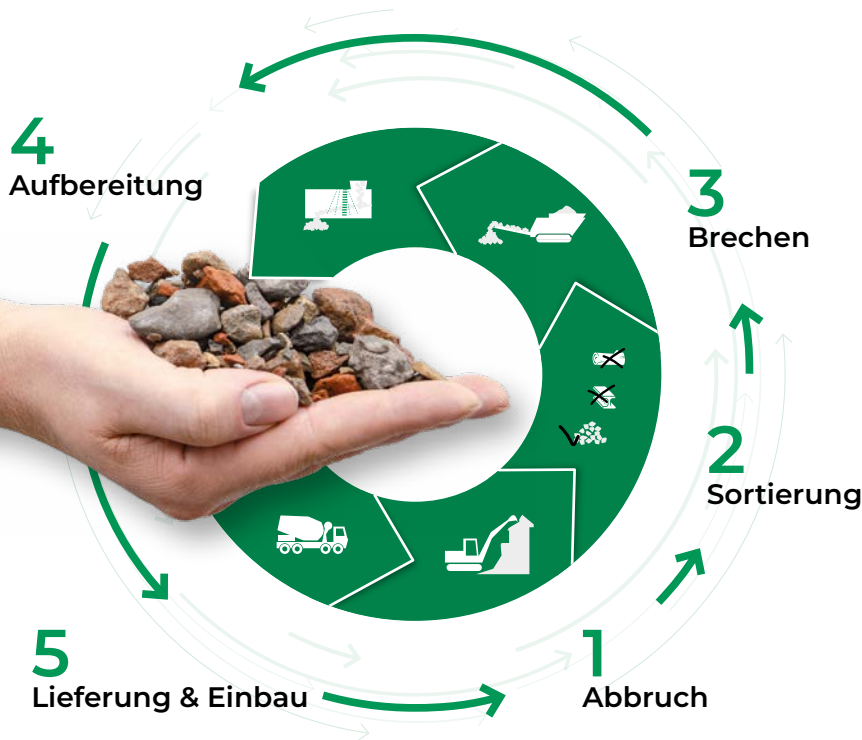 4
Aufbereitung
3
Brechen
2
Sortierung
5
Lieferung & Einbau
1
Abbruch